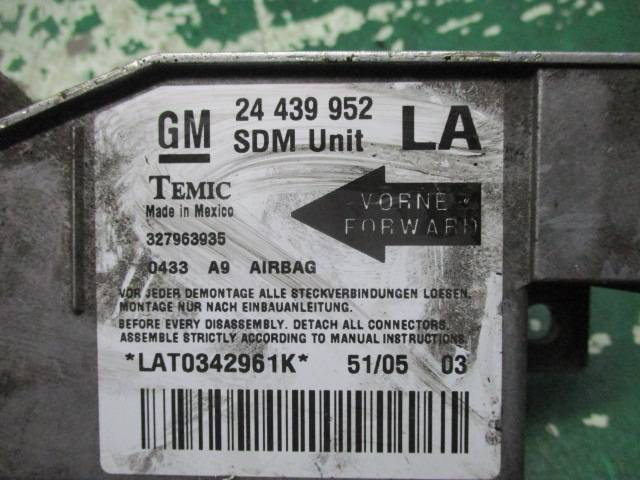 GM 24 439 952 LA
SDM Unit
TEMIC
Made in Mexico
VORNE
FORWARD
327963935
0433 A9 AIRBAG
VOR JEDER DEMONTAGE ALLE STECKVERBINDUNGEN LOESEN.
MONTAGE NUR NACH EINBAUANLEITUNG.
BEFORE EVERY DISASSEMBLY. DETACH ALL CONNECTORS.
ASSEMBLE STRICTLY ACCORDING TO MANUAL INSTRUCTIONS.
*LAT0342961K* 51/05 03